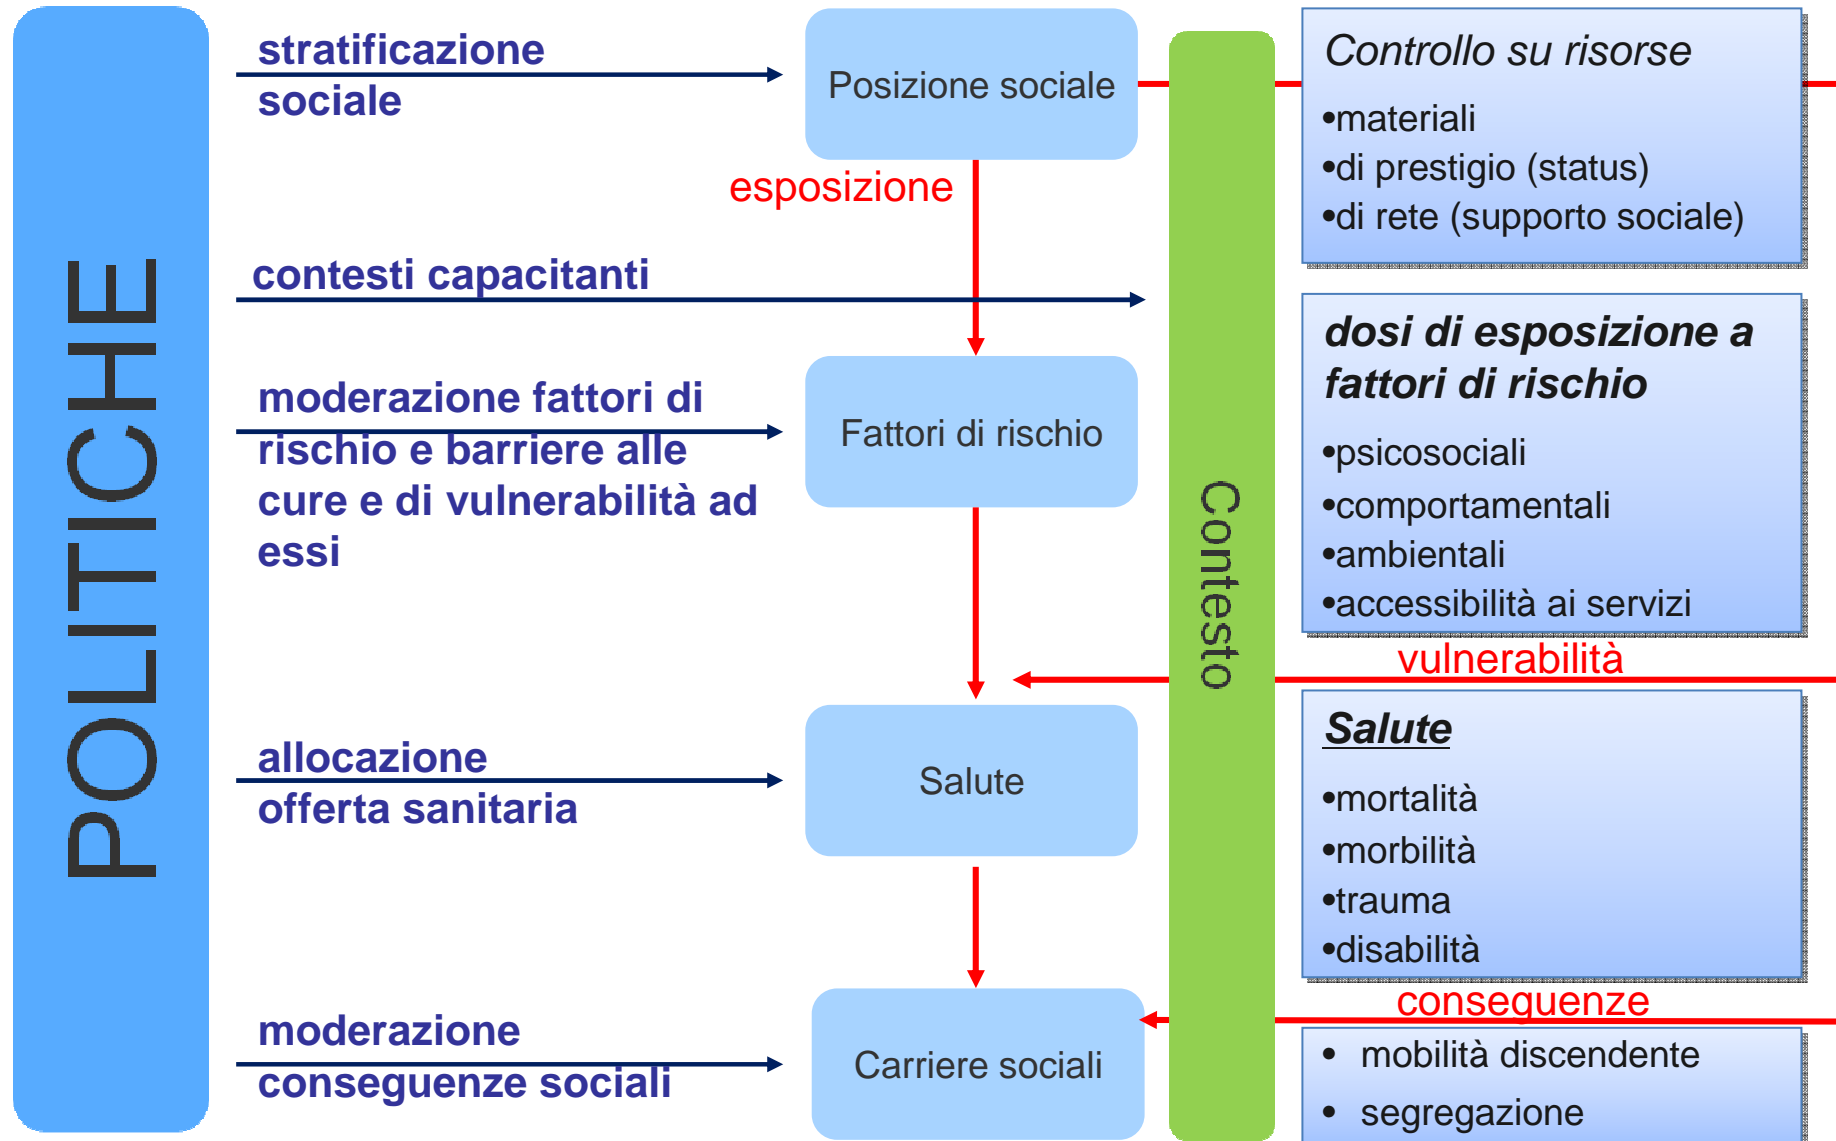 POLITICHE
stratificazione
sociale
Posizione sociale
esposizione
contesti capacitanti
moderazione fattori di
rischio e barriere alle
cure e di vulnerabilità ad
essi
Fattori di rischio
allocazione
offerta sanitaria
Salute
moderazione
conseguenze sociali
Carriere sociali
Contesto
Controllo su risorse
•materiali
•di prestigio (status)
•di rete (supporto sociale)
dosi di esposizione a
fattori di rischio
•psicosociali
•comportamentali
•ambientali
•accessibilità ai servizi
vulnerabilità
Salute
•mortalità
•morbilità
•trauma
•disabilità
conseguenze
• mobilità discendente
• segregazione